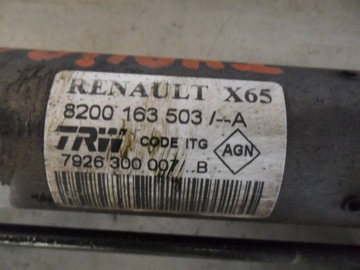 RENAULT X65
8200 163 503 /--A
TRW CODE ITG
AGN
7926 300 007/ B